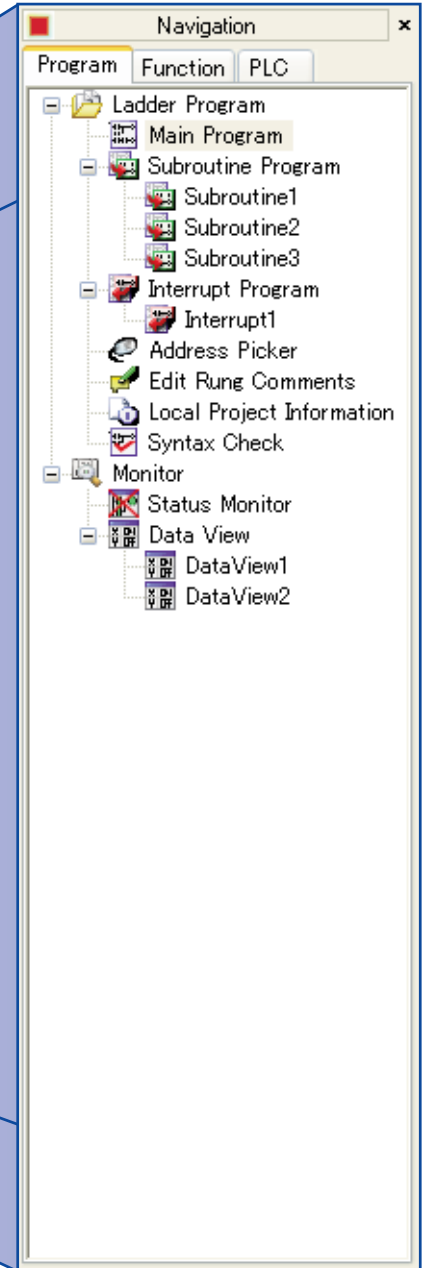 Navigation
Program Function PLC
Ladder Program
Main Program
Subroutine Program
Subroutine1
Subroutine2
Subroutine3
Interrupt Program
Interrupt1
Address Picker
Edit Rung Comments
Local Project Information
Syntax Check
Monitor
Status Monitor
Data View
DataView1
DataView2